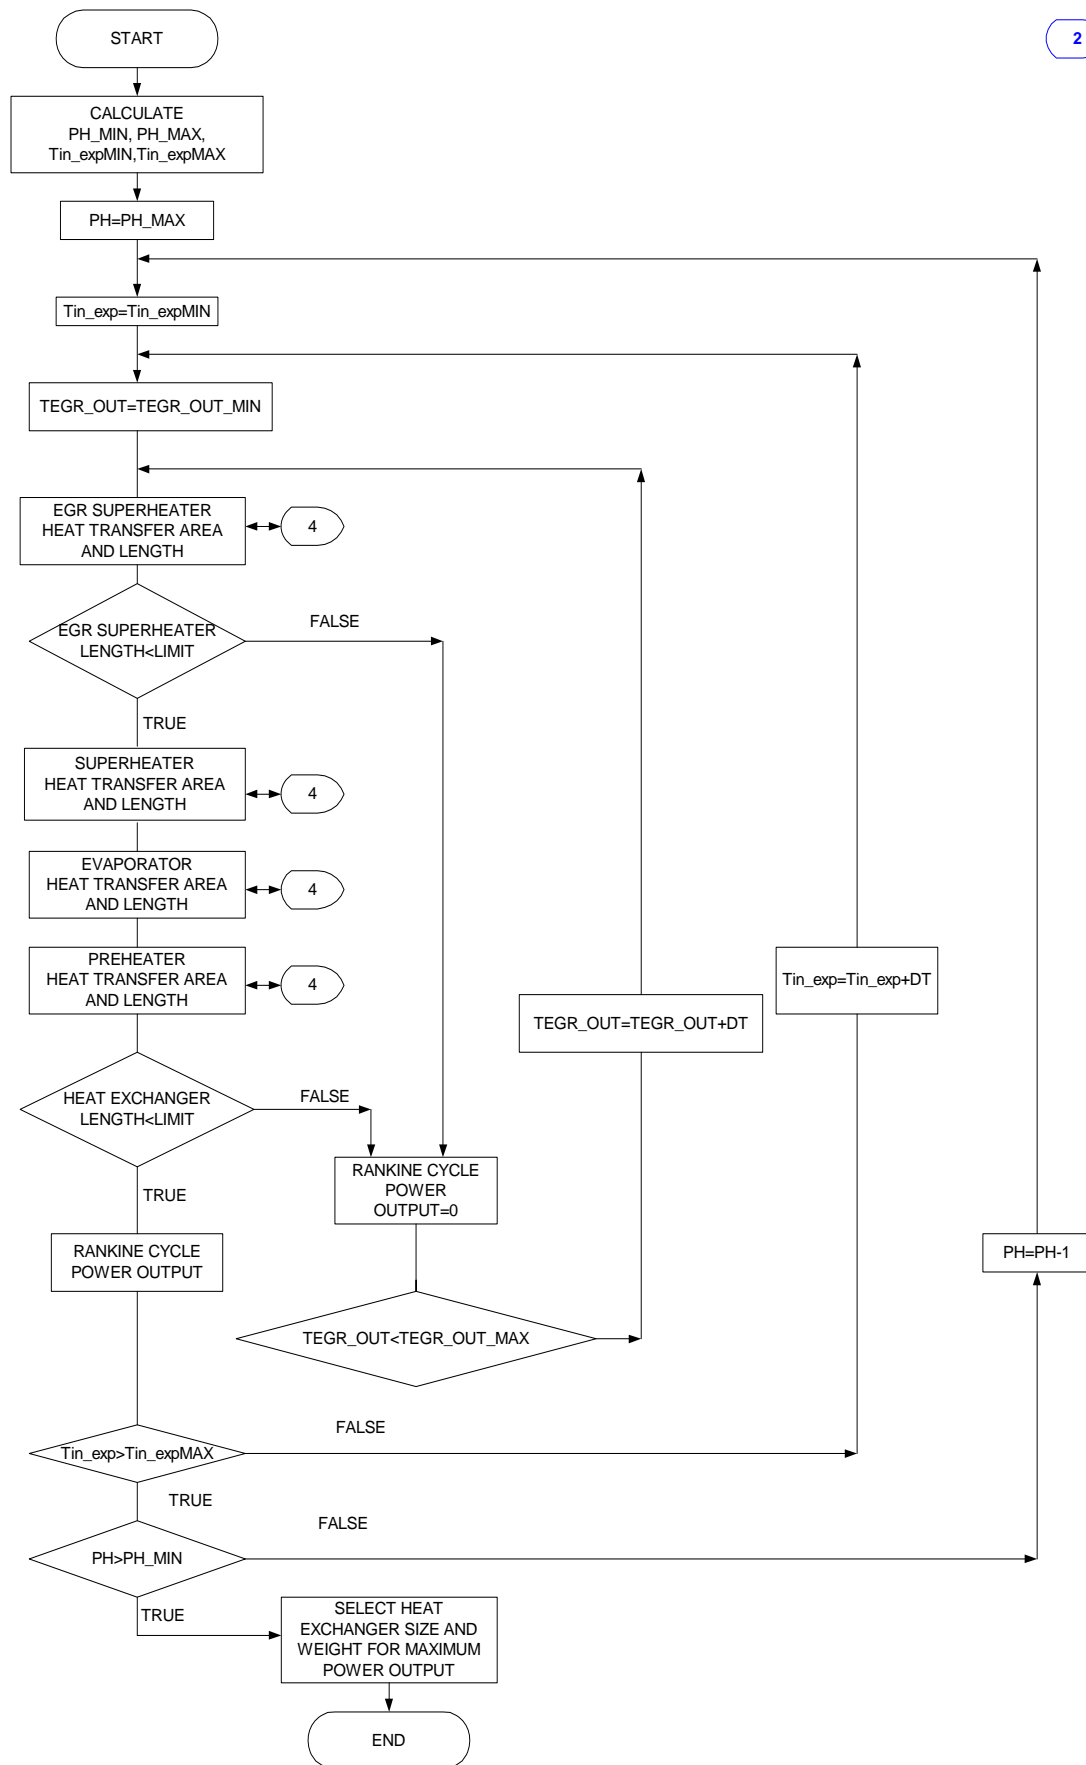 START
2
CALCULATE
PH_MIN, PH_MAX,
Tin_expMIN,Tin_expMAX
PH=PH_MAX
Tin_exp=Tin_expMIN
TEGR_OUT=TEGR_OUT_MIN
EGR SUPERHEATER
HEAT TRANSFER AREA
AND LENGTH
4
EGR SUPERHEATER
LENGTH<LIMIT
FALSE
TRUE
SUPERHEATER
HEAT TRANSFER AREA
AND LENGTH
4
EVAPORATOR
HEAT TRANSFER AREA
AND LENGTH
4
PREHEATER
HEAT TRANSFER AREA
AND LENGTH
4
Tin_exp=Tin_exp+DT
TEGR_OUT=TEGR_OUT+DT
HEAT EXCHANGER
LENGTH<LIMIT
FALSE
TRUE
RANKINE CYCLE
POWER
OUTPUT=0
RANKINE CYCLE
POWER OUTPUT
PH=PH-1
TEGR_OUT<TEGR_OUT_MAX
Tin_exp>Tin_expMAX
FALSE
TRUE
PH>PH_MIN
FALSE
TRUE
SELECT HEAT
EXCHANGER SIZE AND
WEIGHT FOR MAXIMUM
POWER OUTPUT
END